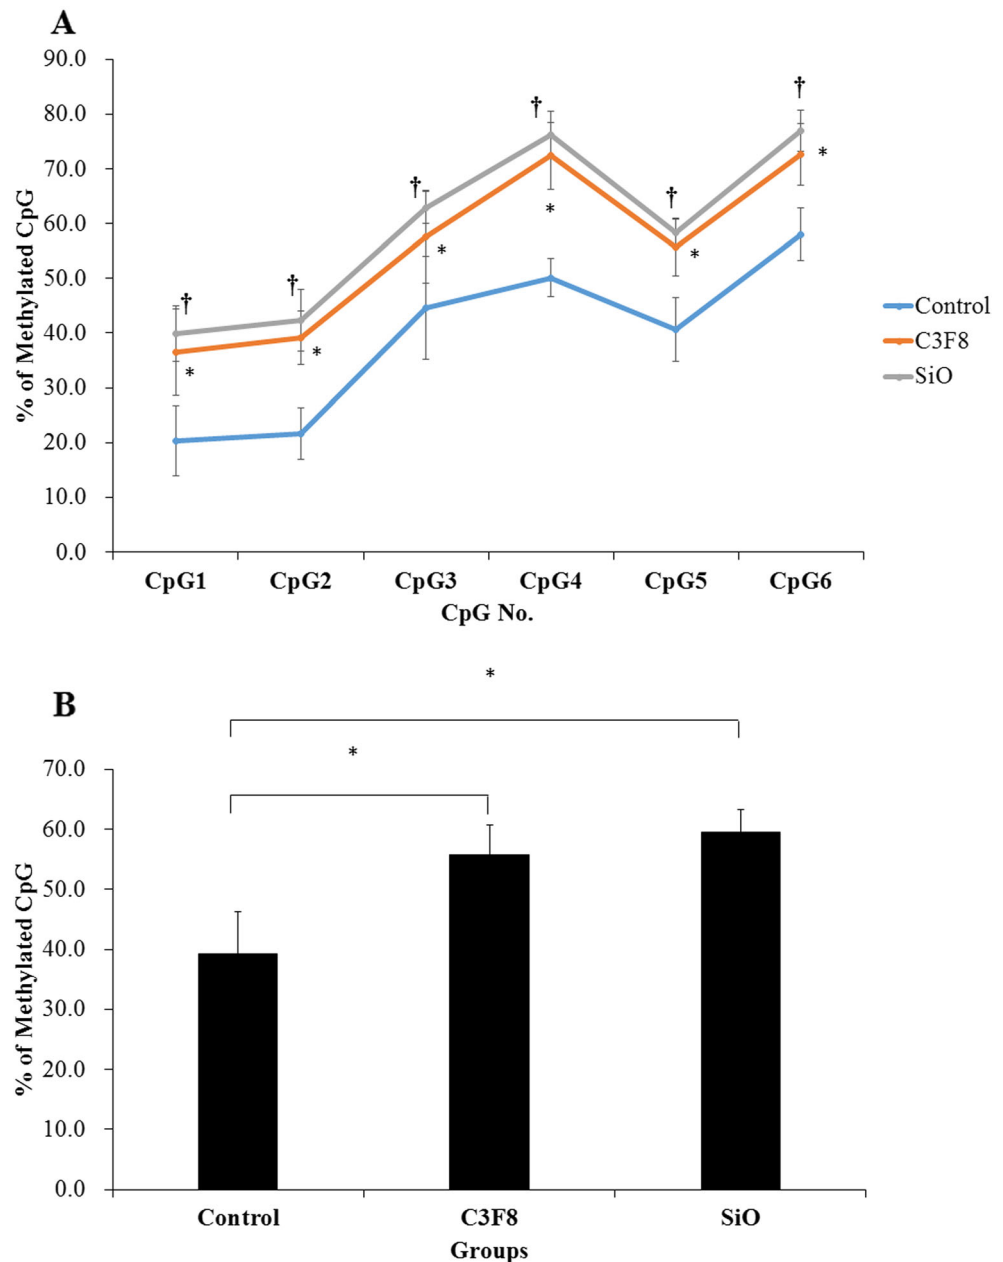 A
90.0
80.0
70.0
60.0
50.0
40.0
30.0
20.0
10.0
0.0
% of Methylated CpG
† † † † † †
* * * * * *
CpG1 CpG2 CpG3 CpG4 CpG5 CpG6
CpG No.
Control
C3F8
SiO
B
*
*
70.0
60.0
50.0
40.0
30.0
20.0
10.0
0.0
% of Methylated CpG
Control C3F8 SiO
Groups